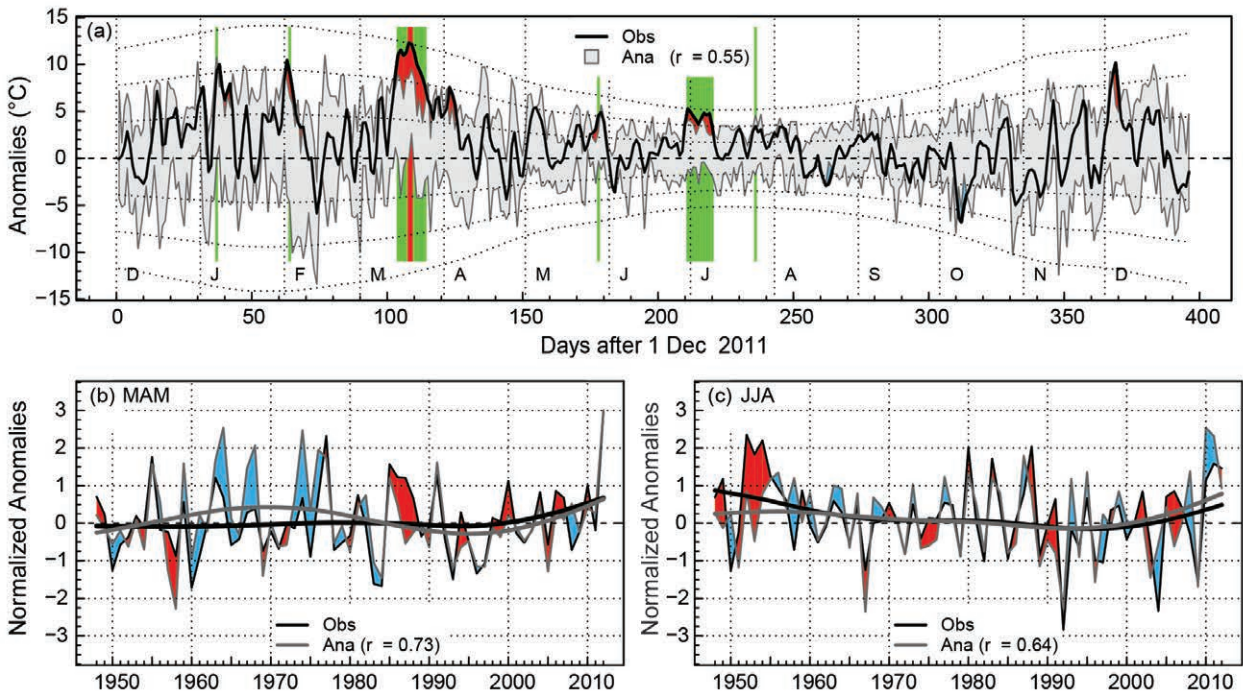 (a)
Obs
Ana (r = 0.55)
15
10
5
0
−5
−10
−15
Anomalies (°C)
D J F M A M J J A S O N D
0 50 100 150 200 250 300 350 400
Days after 1 Dec 2011
(b) MAM
3
2
1
0
−1
−2
−3
Normalized Anomalies
Obs
Ana (r = 0.73)
1950 1960 1970 1980 1990 2000 2010
(c) JJA
3
2
1
0
−1
−2
−3
Normalized Anomalies
Obs
Ana (r = 0.64)
1950 1960 1970 1980 1990 2000 2010